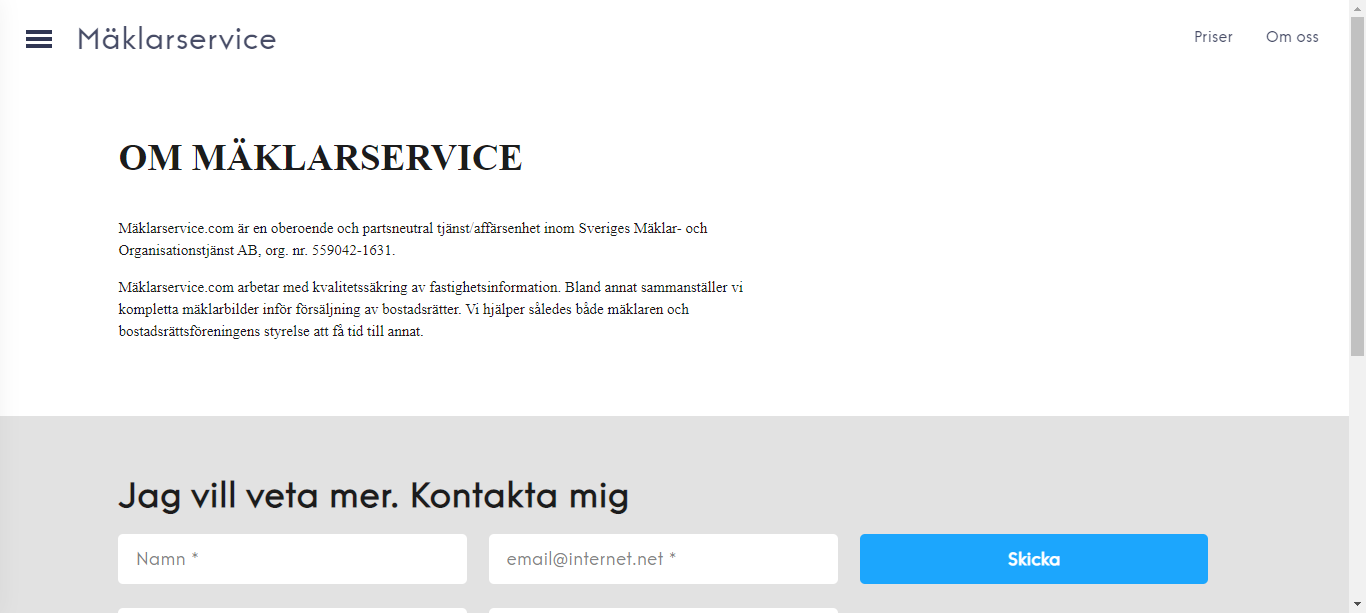 Mäklarservice
Priser
Om oss
OM MÄKLARSERVICE
Mäklarservice.com är en oberoende och partsneutral tjänst/affärsenhet inom Sveriges Mäklar- och
Organisationstjänst AB, org. nr. 559042-1631.
Mäklarservice.com arbetar med kvalitetssäkring av fastighetsinformation. Bland annat sammanställer vi
kompletta mäklarbilder inför försäljning av bostadsrätter. Vi hjälper således både mäklaren och
bostadsrättsföreningens styrelse att få tid till annat.
Jag vill veta mer. Kontakta mig
Namn *
email@internet.net *
Skicka